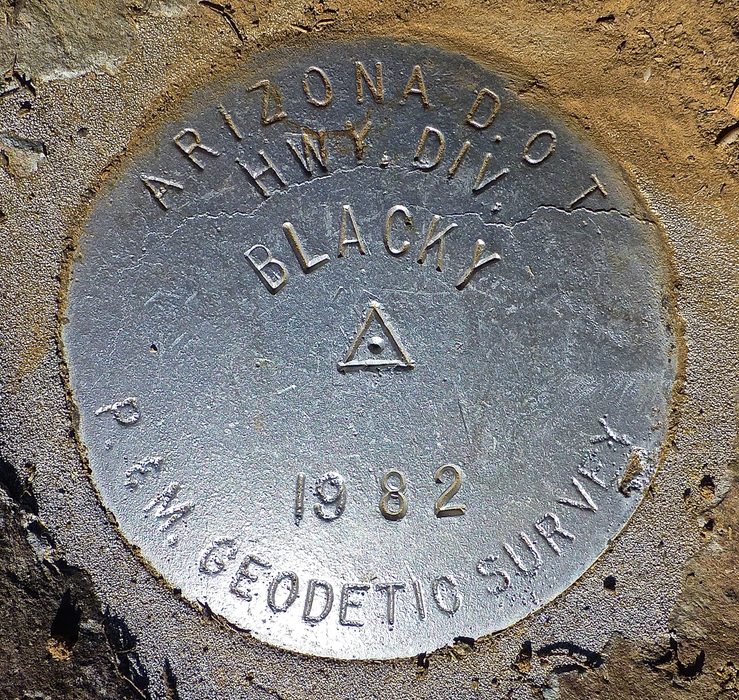 ARIZONA D.O.T
HWY. DIV.
BLACKY
1982
P&M. GEODETIC SURVEY